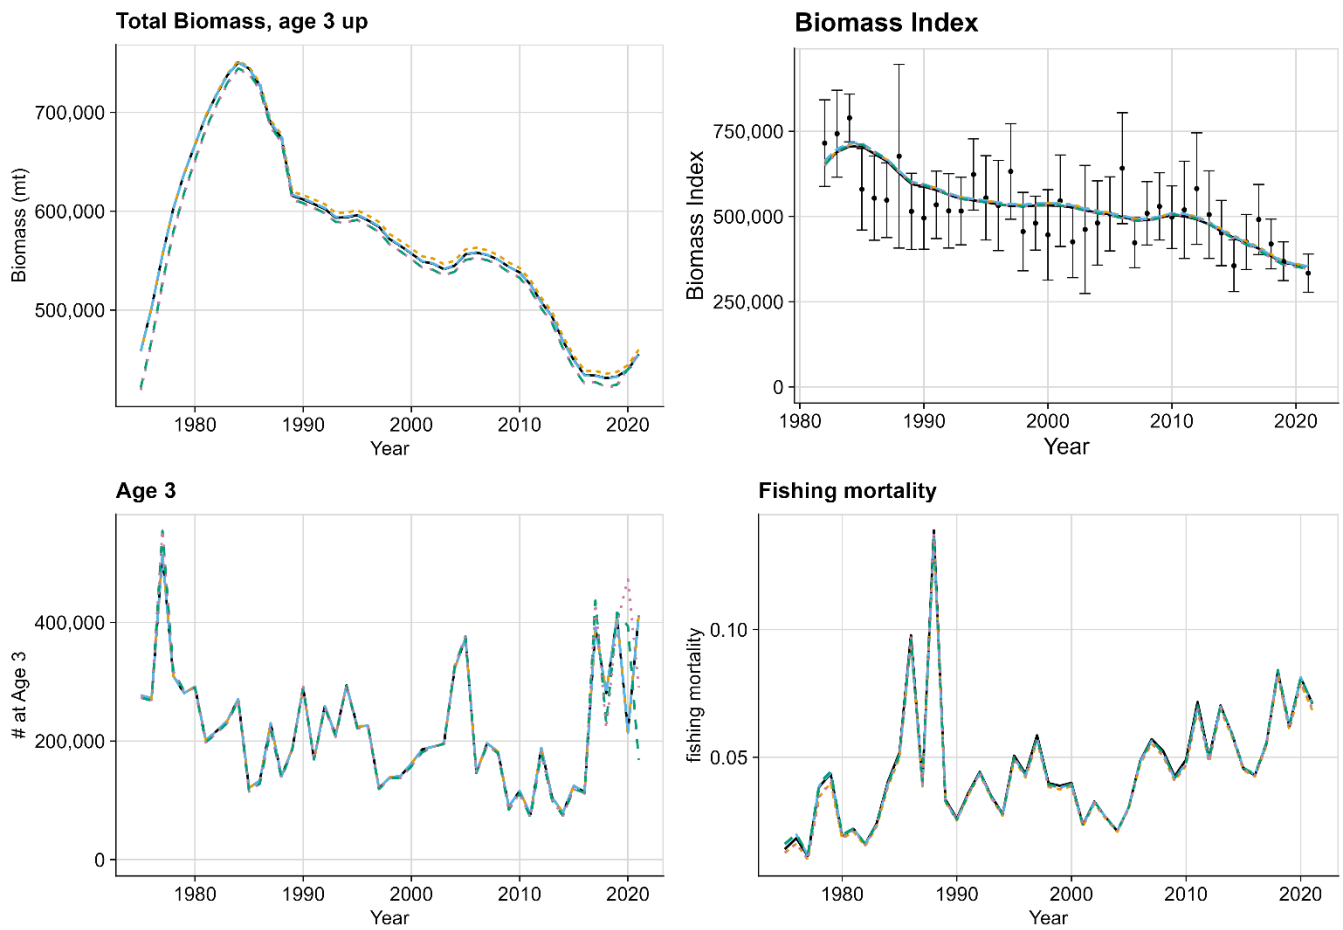 Total Biomass, age 3 up
Biomass (mt)
700,000
600,000
500,000
1980
1990
2000
2010
2020
Year
Biomass Index
Biomass Index
750,000
500,000
250,000
0
1980
1990
2000
2010
2020
Year
Age 3
# at Age 3
400,000
200,000
0
1980
1990
2000
2010
2020
Year
Fishing mortality
fishing mortality
0.10
0.05
1980
1990
2000
2010
2020
Year